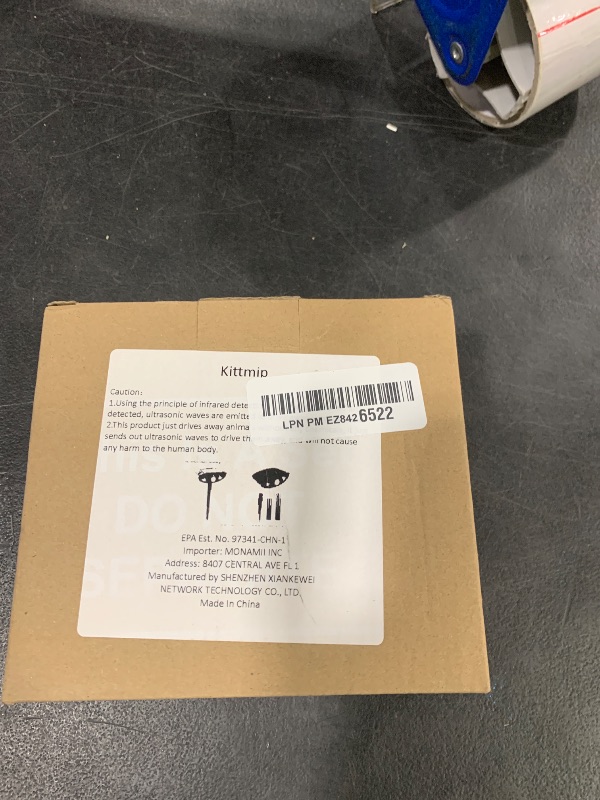 Kittmip
Caution:
1.Using the principle of infrared dete
detected, ultrasonic waves are emitte
2.This product just drives away anima
sends out ultrasonic waves to drive th will not cause
any harm to the human body.
LPN PM EZ8426522
EPA Est. No. 97341-CHN-1
Importer: MONAMII INC
Address: 8407 CENTRAL AVE FL 1
Manufactured by SHENZHEN XIANKEWEI
NETWORK TECHNOLOGY CO., LTD.
Made In China